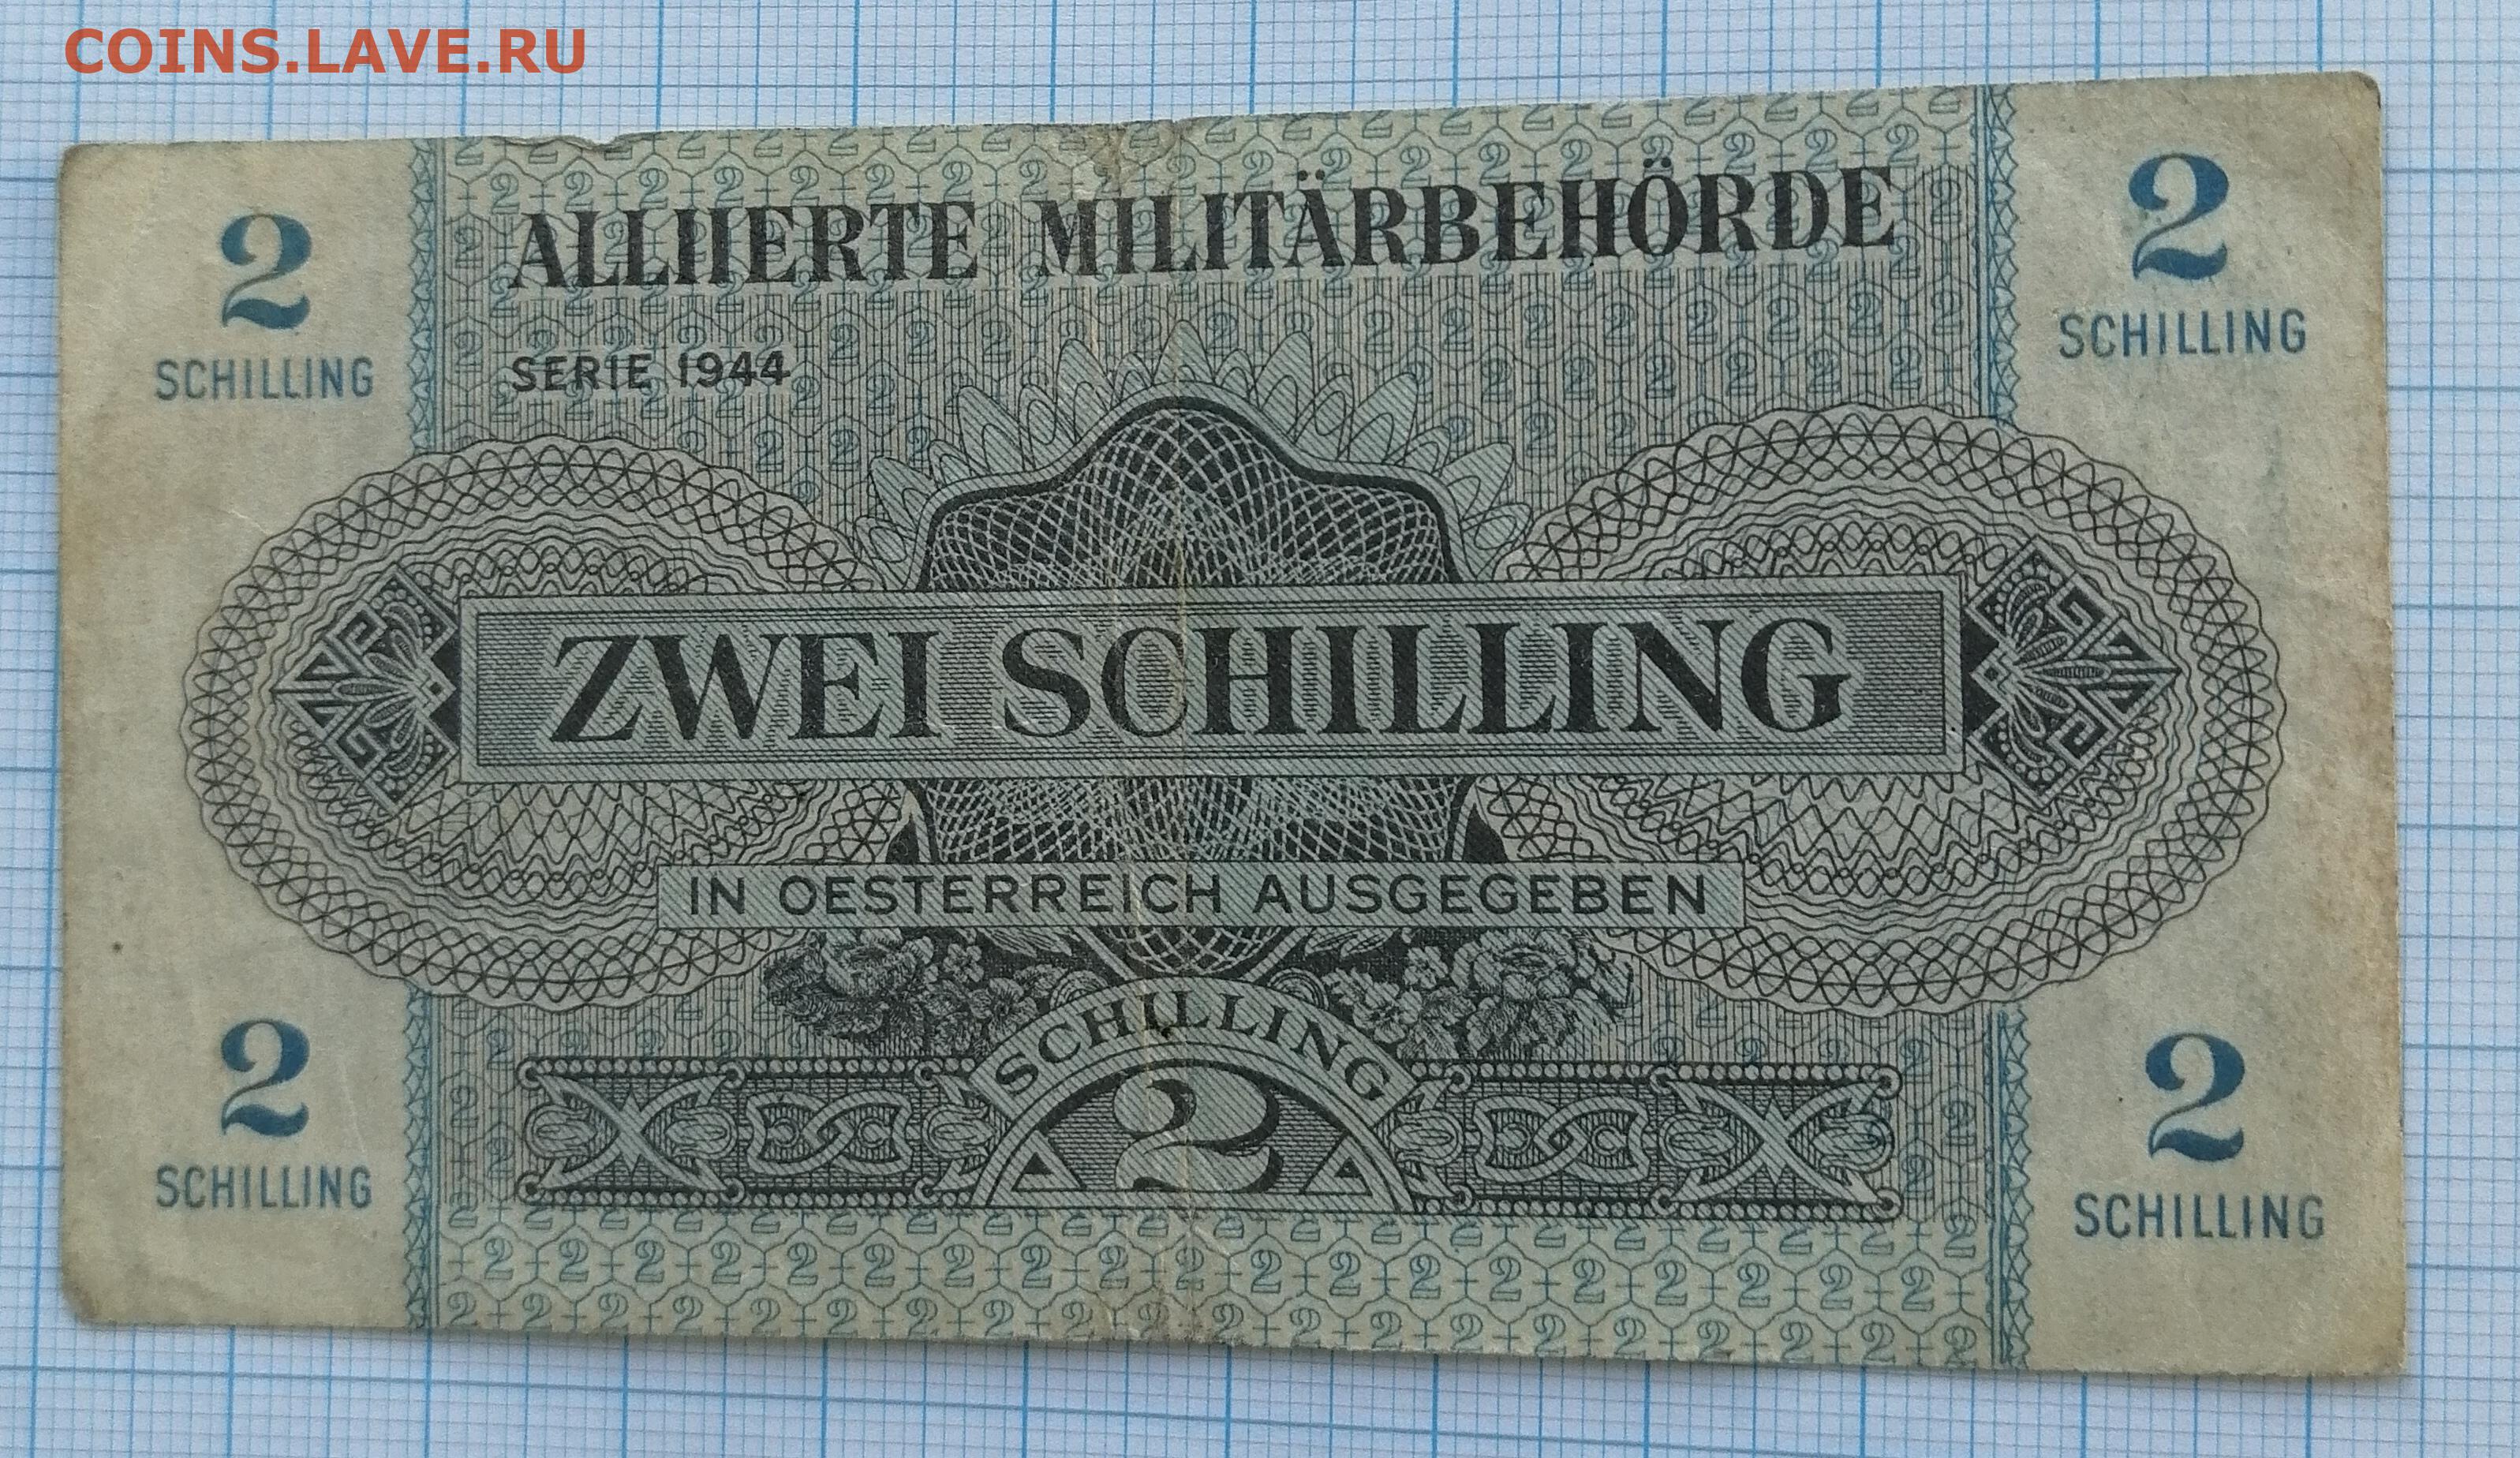 COINS.LAVE.RU
2
SCHILLING
ALLIIERTE MILITÄRBEHÖRDE
2
SCHILLING
SERIE 1944
ZWEI SCHILLING
IN OESTERREICH AUSGEGEBEN
2
SCHILLING
SCHILLING
2
2
SCHILLING